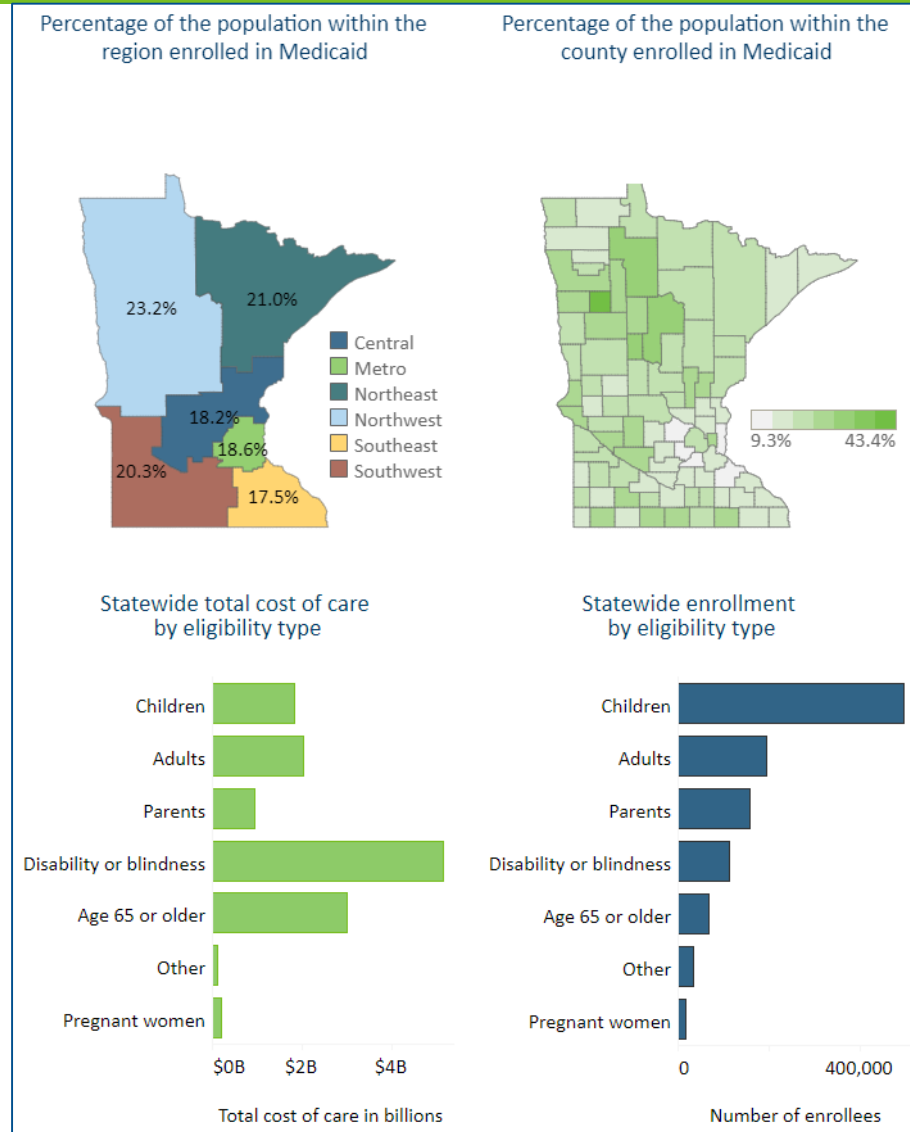 Percentage of the population within the
region enrolled in Medicaid
Percentage of the population within the
county enrolled in Medicaid
23.2%
21.0%
18.2%
18.6%
20.3%
17.5%
Central
Metro
Northeast
Northwest
Southeast
Southwest
9.3%
43.4%
Statewide total cost of care
by eligibility type
Children
Adults
Parents
Disability or blindness
Age 65 or older
Other
Pregnant women
$0B
$2B
$4B
Total cost of care in billions
Statewide enrollment
by eligibility type
Children
Adults
Parents
Disability or blindness
Age 65 or older
Other
Pregnant women
0
400,000
Number of enrollees